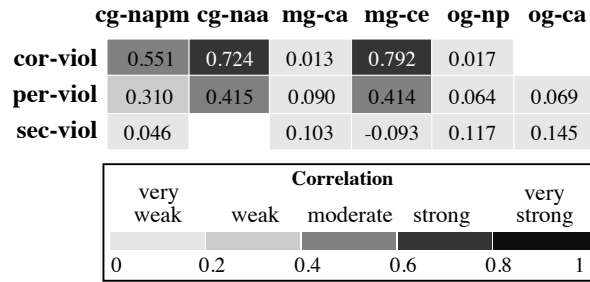 cg-napm cg-naa mg-ca mg-ce og-np og-ca
cor-viol 0.551 0.724 0.013 0.792 0.017
per-viol 0.310 0.415 0.090 0.414 0.064 0.069
sec-viol 0.046 0.103 -0.093 0.117 0.145
Correlation
very weak weak moderate strong very strong
0 0.2 0.4 0.6 0.8 1